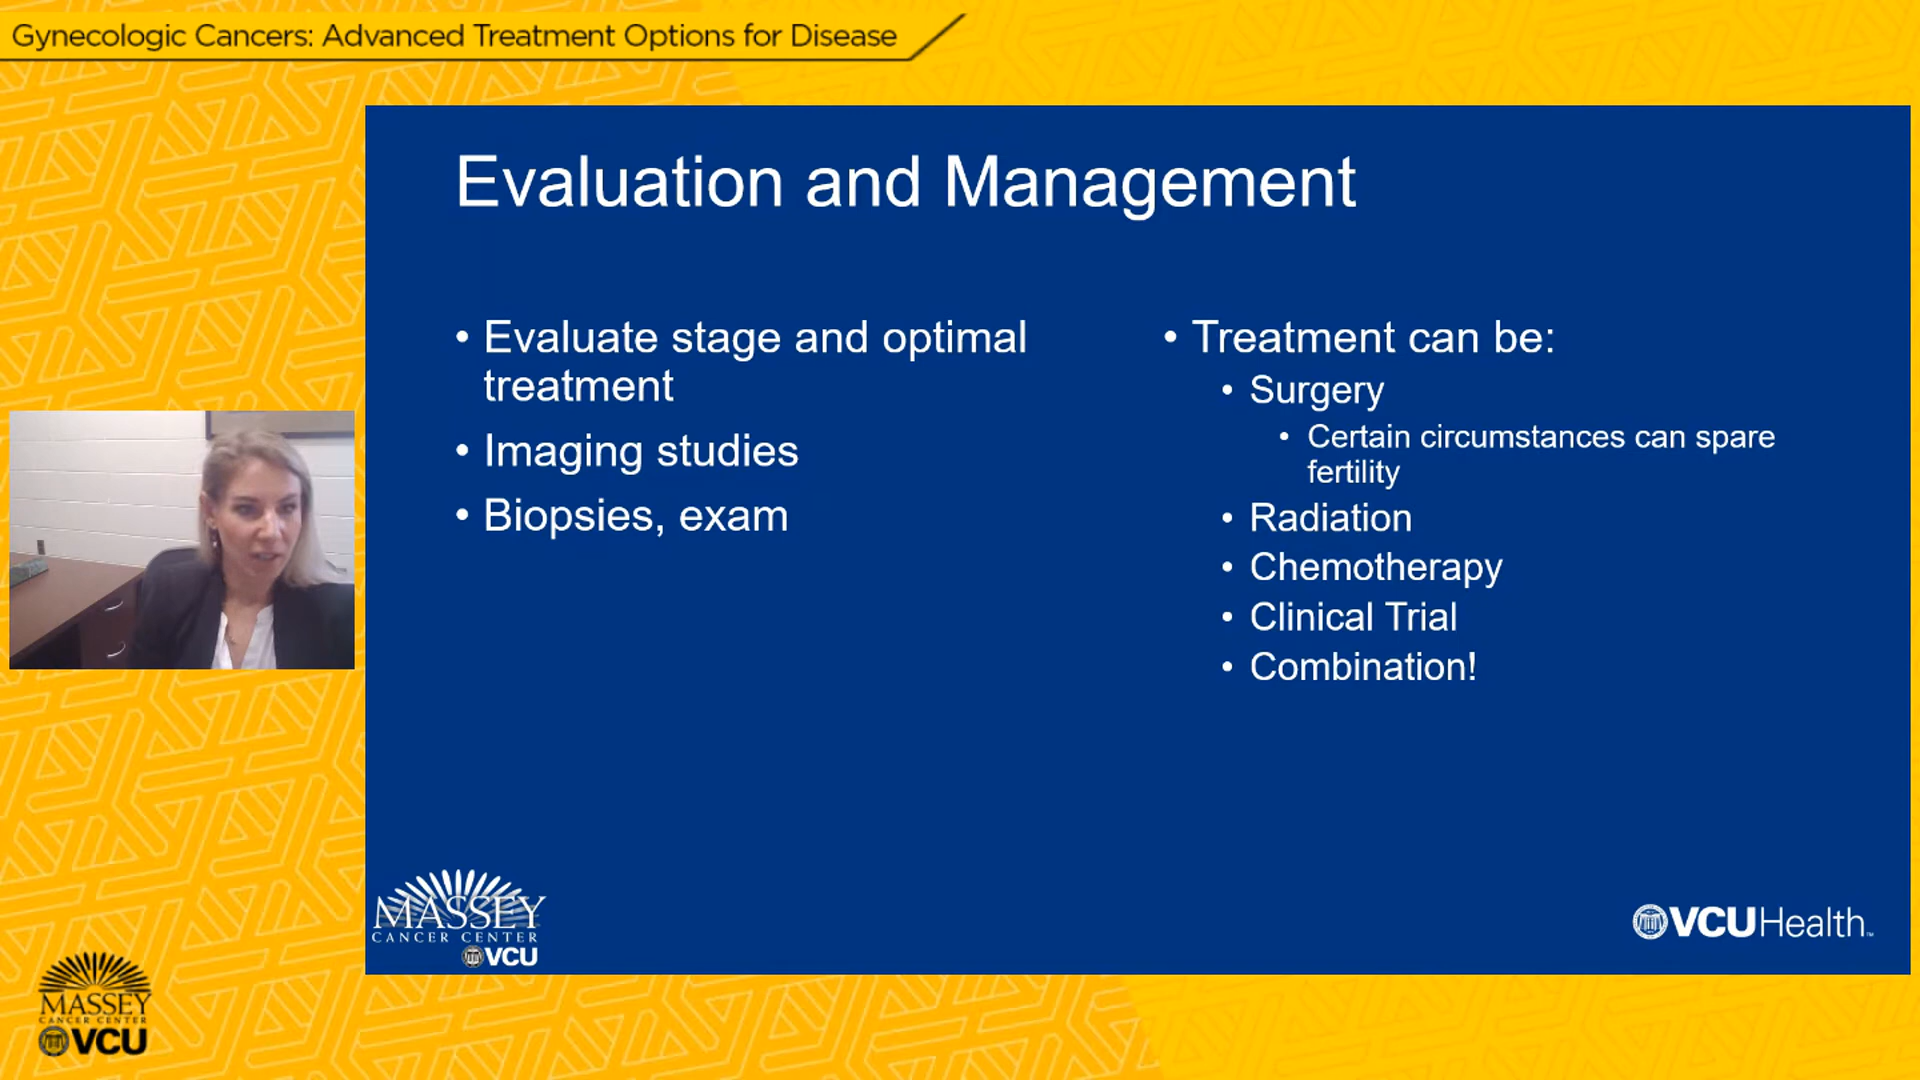 Gynecologic Cancers: Advanced Treatment Options for Disease
Evaluation and Management
• Evaluate stage and optimal
treatment
• Imaging studies
• Biopsies, exam
• Treatment can be:
• Surgery
• Certain circumstances can spare
fertility
• Radiation
• Chemotherapy
• Clinical Trial
• Combination!
MASSEY
CANCER CENTER
VCU
VCUHealth™
MASSEY
CANCER CENTER
VCU